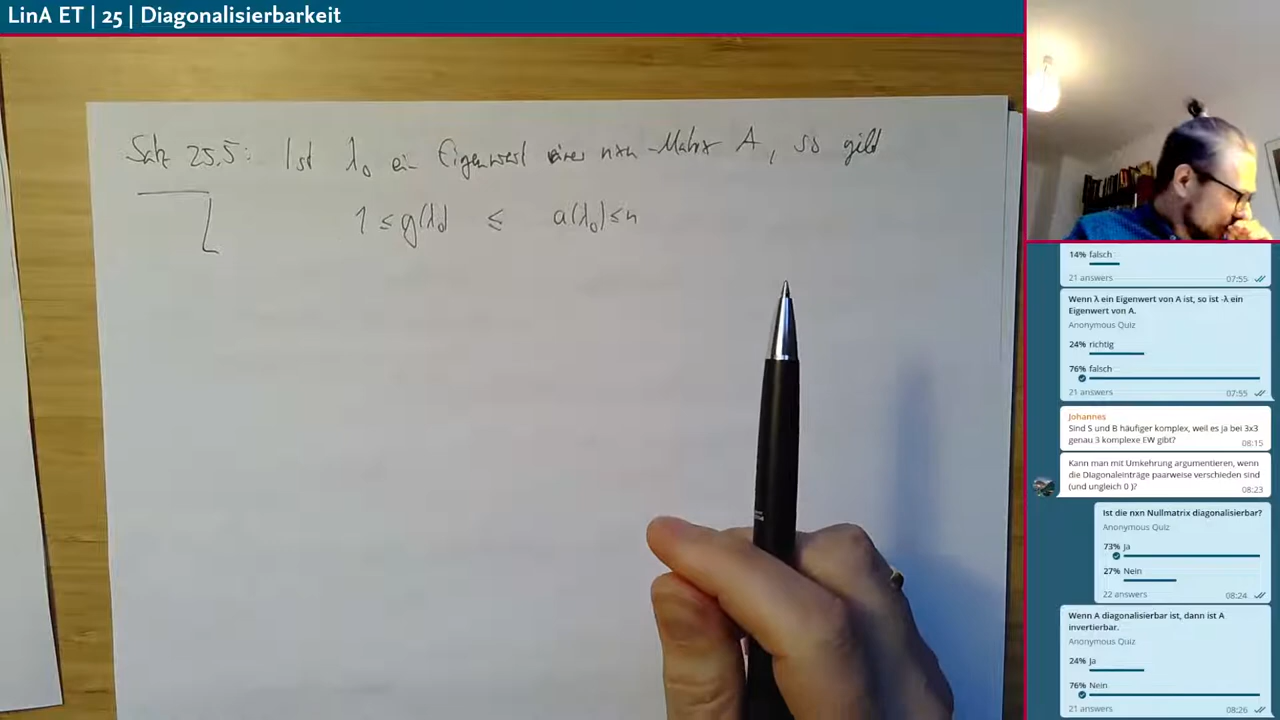 LinA ET | 25 | Diagonalisierbarkeit
Satz 25.5: Ist λ₀ ein Eigenwert einer nxn-Matrix A, so gilt
1 ≤ g(λ₀) ≤ a(λ₀) ≤ n
14% falsch
21 answers 07:55
Wenn λ ein Eigenwert von A ist, so ist -λ ein
Eigenwert von A.
Anonymous Quiz
24% richtig
76% falsch
21 answers 07:55
Johannes
Sind S und B häufiger komplex, weil es ja bei 3x3
genau 3 komplexe EW gibt?
08:15
Kann man mit Umkehrung argumentieren, wenn
die Diagonaleinträge paarweise verschieden sind
(und ungleich 0 )?
08:23
Ist die nxn Nullmatrix diagonalisierbar?
Anonymous Quiz
73% Ja
27% Nein
22 answers 08:24
Wenn A diagonalisierbar ist, dann ist A
invertierbar.
Anonymous Quiz
24% Ja
76% Nein
21 answers 08:26